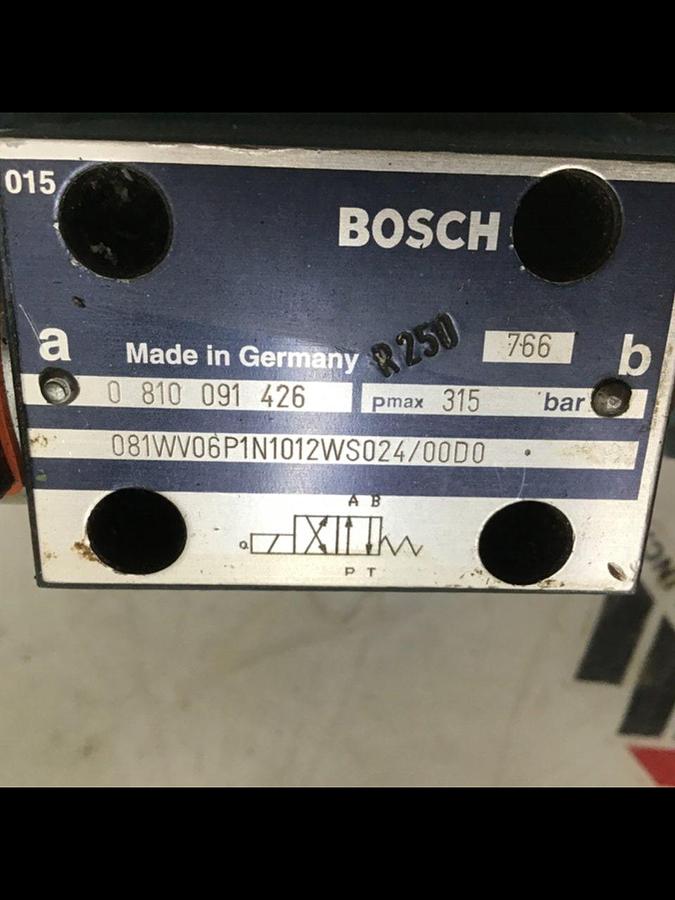 015
BOSCH
a
Made in Germany
R 250
766
b
0 810 091 426
pmax 315 bar
081WV06P1N1012WS024/00D0
A B
a
P T